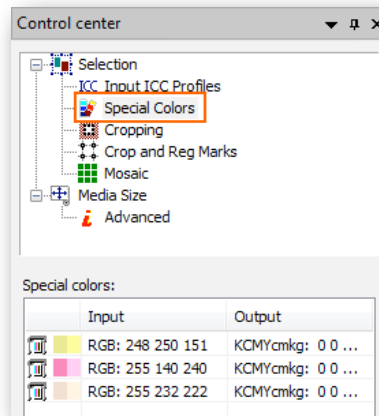 Control center
Selection
ICC Input ICC Profiles
Special Colors
Cropping
Crop and Reg Marks
Mosaic
Media Size
Advanced
Special colors:
Input Output
RGB: 248 250 151 KCMYcmkg: 0 0 ...
RGB: 255 140 240 KCMYcmkg: 0 0 ...
RGB: 255 232 222 KCMYcmkg: 0 0 ...